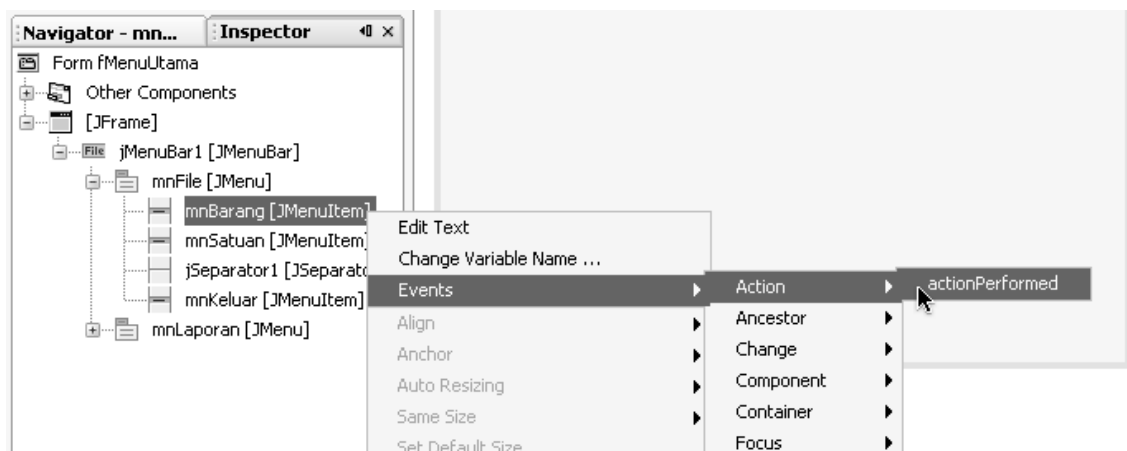 Navigator - mn... Inspector
Form fMenuUtama
Other Components
[JFrame]
File jMenuBar1 [JMenuBar]
mnFile [JMenu]
mnBarang [JMenuItem]
mnSatuan [JMenuItem]
jSeparator1 [JSeparato
mnKeluar [JMenuItem]
mnLaporan [JMenu]
Edit Text
Change Variable Name ...
Events
Align
Anchor
Auto Resizing
Same Size
Set Default Size
Action
Ancestor
Change
Component
Container
Focus
actionPerformed